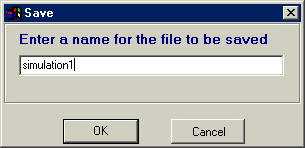 Save
Enter a name for the file to be saved
simulation1
OK
Cancel